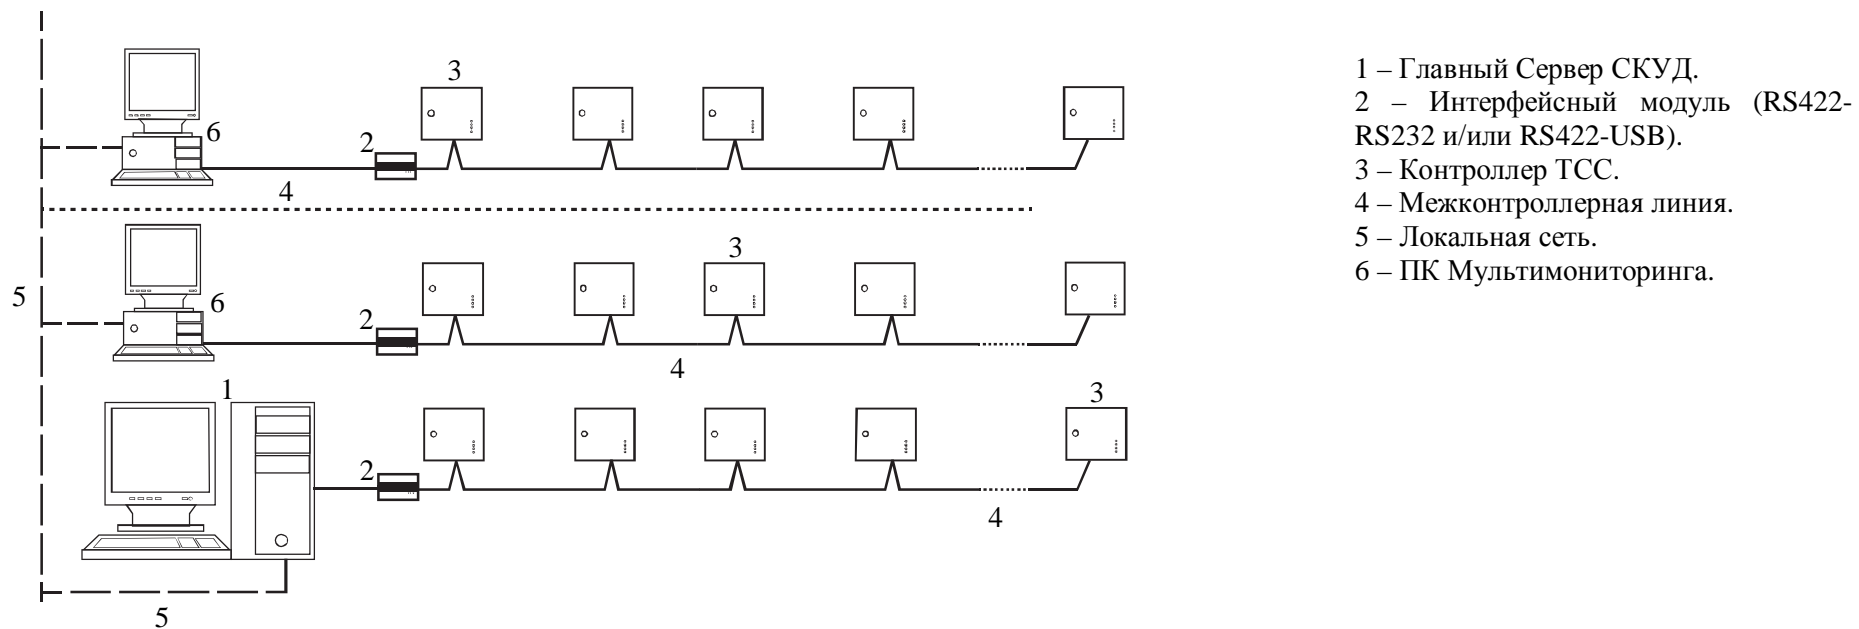 3
6
2
4
3
5
6
2
4
1
3
2
4
5
1 – Главный Сервер СКУД.
2 – Интерфейсный модуль (RS422-
RS232 и/или RS422-USB).
3 – Контроллер ТСС.
4 – Межконтроллерная линия.
5 – Локальная сеть.
6 – ПК Мультимониторинга.